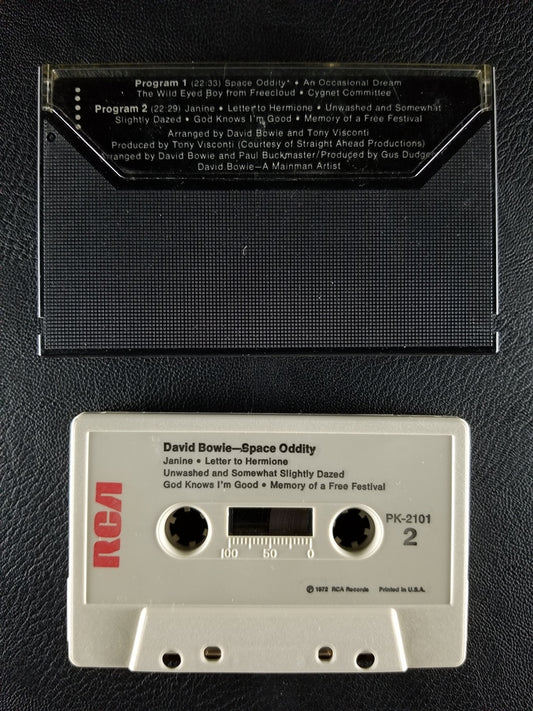 Program 1 (22:33) Space Oddity* • An Occasional Dream
The Wild Eyed Boy from Freecloud • Cygnet Committee
Program 2 (22:29) Janine • Letter to Hermione • Unwashed and Somewhat
Slightly Dazed • God Knows I'm Good • Memory of a Free Festival
Arranged by David Bowie and Tony Visconti
Produced by Tony Visconti (Courtesy of Straight Ahead Productions)
Arranged by David Bowie and Paul Buckmaster/Produced by Gus Dudgeon
David Bowie—A Mainman Artist
David Bowie—Space Oddity
Janine • Letter to Hermione
Unwashed and Somewhat Slightly Dazed
God Knows I'm Good • Memory of a Free Festival
RCA
PK-2101
2
100 50 0
℗ 1972 RCA Records Printed in U.S.A.